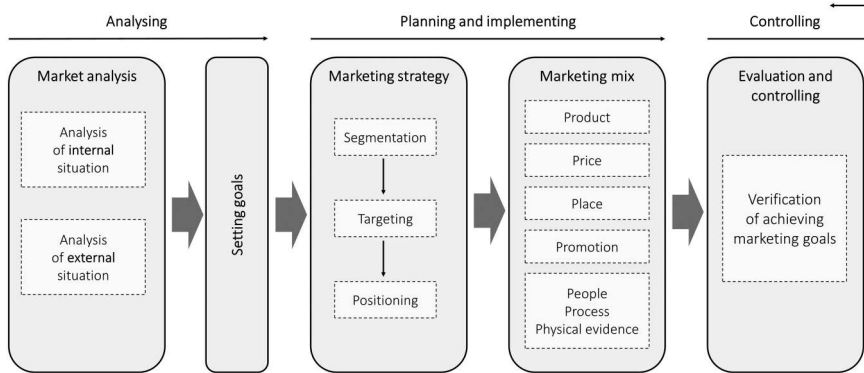 Analysing
Planning and implementing
Controlling
Market analysis
Analysis
of internal
situation
Analysis
of external
situation
Setting goals
Marketing strategy
Segmentation
Targeting
Positioning
Marketing mix
Product
Price
Place
Promotion
People
Process
Physical evidence
Evaluation and
controlling
Verification
of achieving
marketing goals